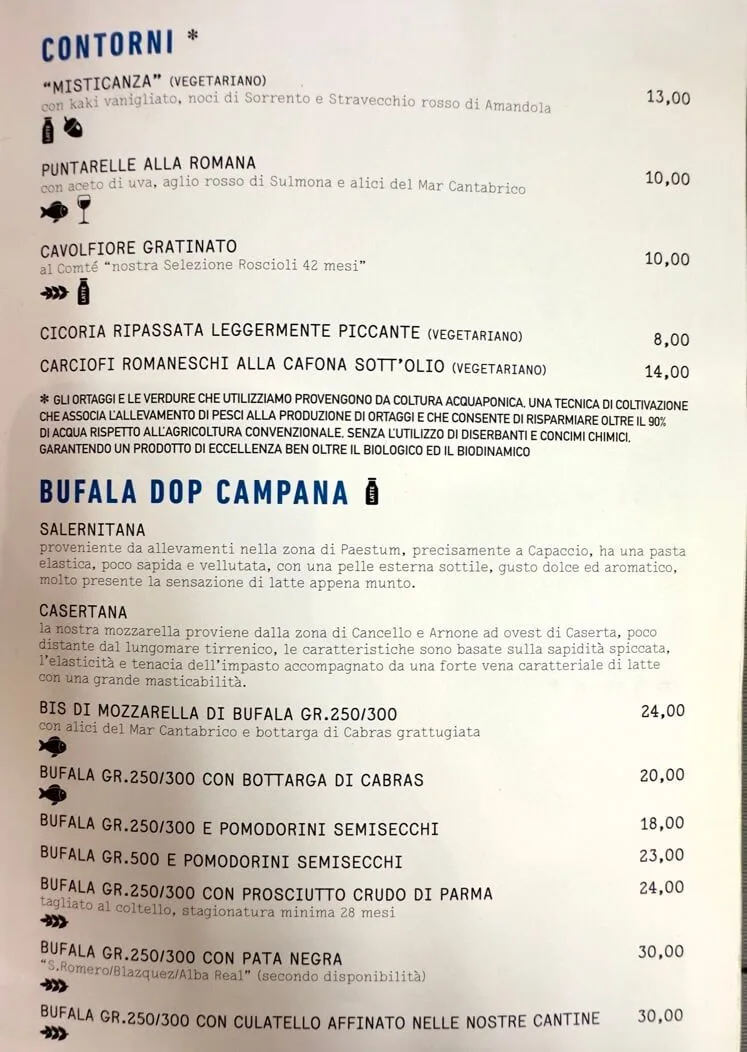 CONTORNI *
“MISTICANZA” (VEGETARIANO)
con kaki vanigliato, noci di Sorrento e Stravecchio rosso di Amandola
13,00
LATTE
PUNTARELLE ALLA ROMANA
con aceto di uva, aglio rosso di Sulmona e alici del Mar Cantabrico
10,00
CAVOLFIORE GRATINATO
al Comté “nostra Selezione Roscioli 42 mesi”
10,00
LATTE
CICORIA RIPASSATA LEGGERMENTE PICCANTE (VEGETARIANO) 8,00
CARCIOFI ROMANESCHI ALLA CAFONA SOTT'OLIO (VEGETARIANO) 14,00
* GLI ORTAGGI E LE VERDURE CHE UTILIZZIAMO PROVENGONO DA COLTURA ACQUAPONICA, UNA TECNICA DI COLTIVAZIONE
CHE ASSOCIA L'ALLEVAMENTO DI PESCI ALLA PRODUZIONE DI ORTAGGI E CHE CONSENTE DI RISPARMIARE OLTRE IL 90%
DI ACQUA RISPETTO ALL'AGRICOLTURA CONVENZIONALE, SENZA L'UTILIZZO DI DISERBANTI E CONCIMI CHIMICI,
GARANTENDO UN PRODOTTO DI ECCELLENZA BEN OLTRE IL BIOLOGICO ED IL BIODINAMICO
BUFALA DOP CAMPANA LATTE
SALERNITANA
proveniente da allevamenti nella zona di Paestum, precisamente a Capaccio, ha una pasta
elastica, poco sapida e vellutata, con una pelle esterna sottile, gusto dolce ed aromatico,
molto presente la sensazione di latte appena munto.
CASERTANA
la nostra mozzarella proviene dalla zona di Cancello e Arnone ad ovest di Caserta, poco
distante dal lungomare tirrenico, le caratteristiche sono basate sulla sapidità spiccata,
l'elasticità e tenacia dell'impasto accompagnato da una forte vena caratteriale di latte
con una grande masticabilità.
BIS DI MOZZARELLA DI BUFALA GR.250/300 24,00
con alici del Mar Cantabrico e bottarga di Cabras grattugiata
BUFALA GR.250/300 CON BOTTARGA DI CABRAS 20,00
BUFALA GR.250/300 E POMODORINI SEMISECCHI 18,00
BUFALA GR.500 E POMODORINI SEMISECCHI 23,00
BUFALA GR.250/300 CON PROSCIUTTO CRUDO DI PARMA 24,00
tagliato al coltello, stagionatura minima 28 mesi
BUFALA GR.250/300 CON PATA NEGRA 30,00
“S.Romero/Blazquez/Alba Real” (secondo disponibilità)
BUFALA GR.250/300 CON CULATELLO AFFINATO NELLE NOSTRE CANTINE 30,00